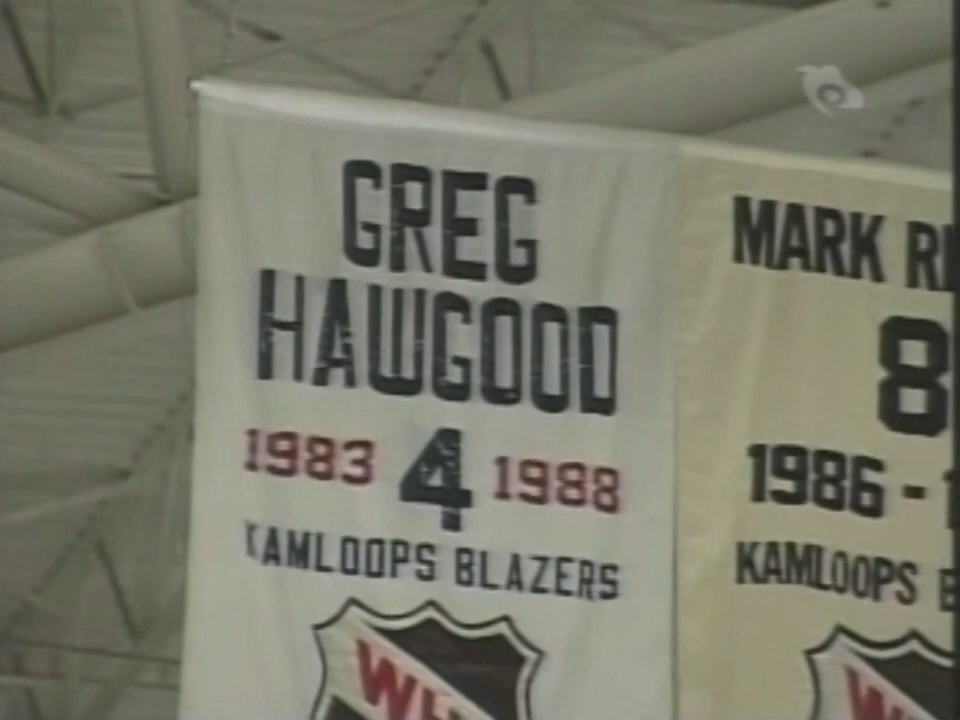 GREG
HAWGOOD
1983 4 1988
KAMLOOPS BLAZERS
MARK
8
1986 -
KAMLOOPS